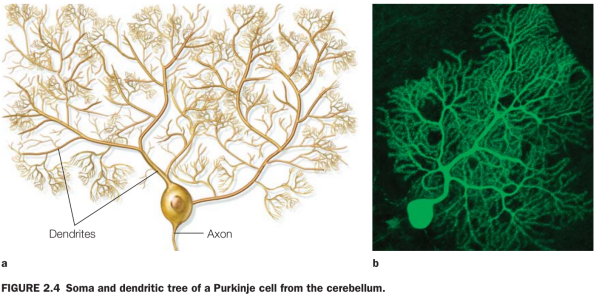 Dendrites
Axon
a
b
FIGURE 2.4 Soma and dendritic tree of a Purkinje cell from the cerebellum.